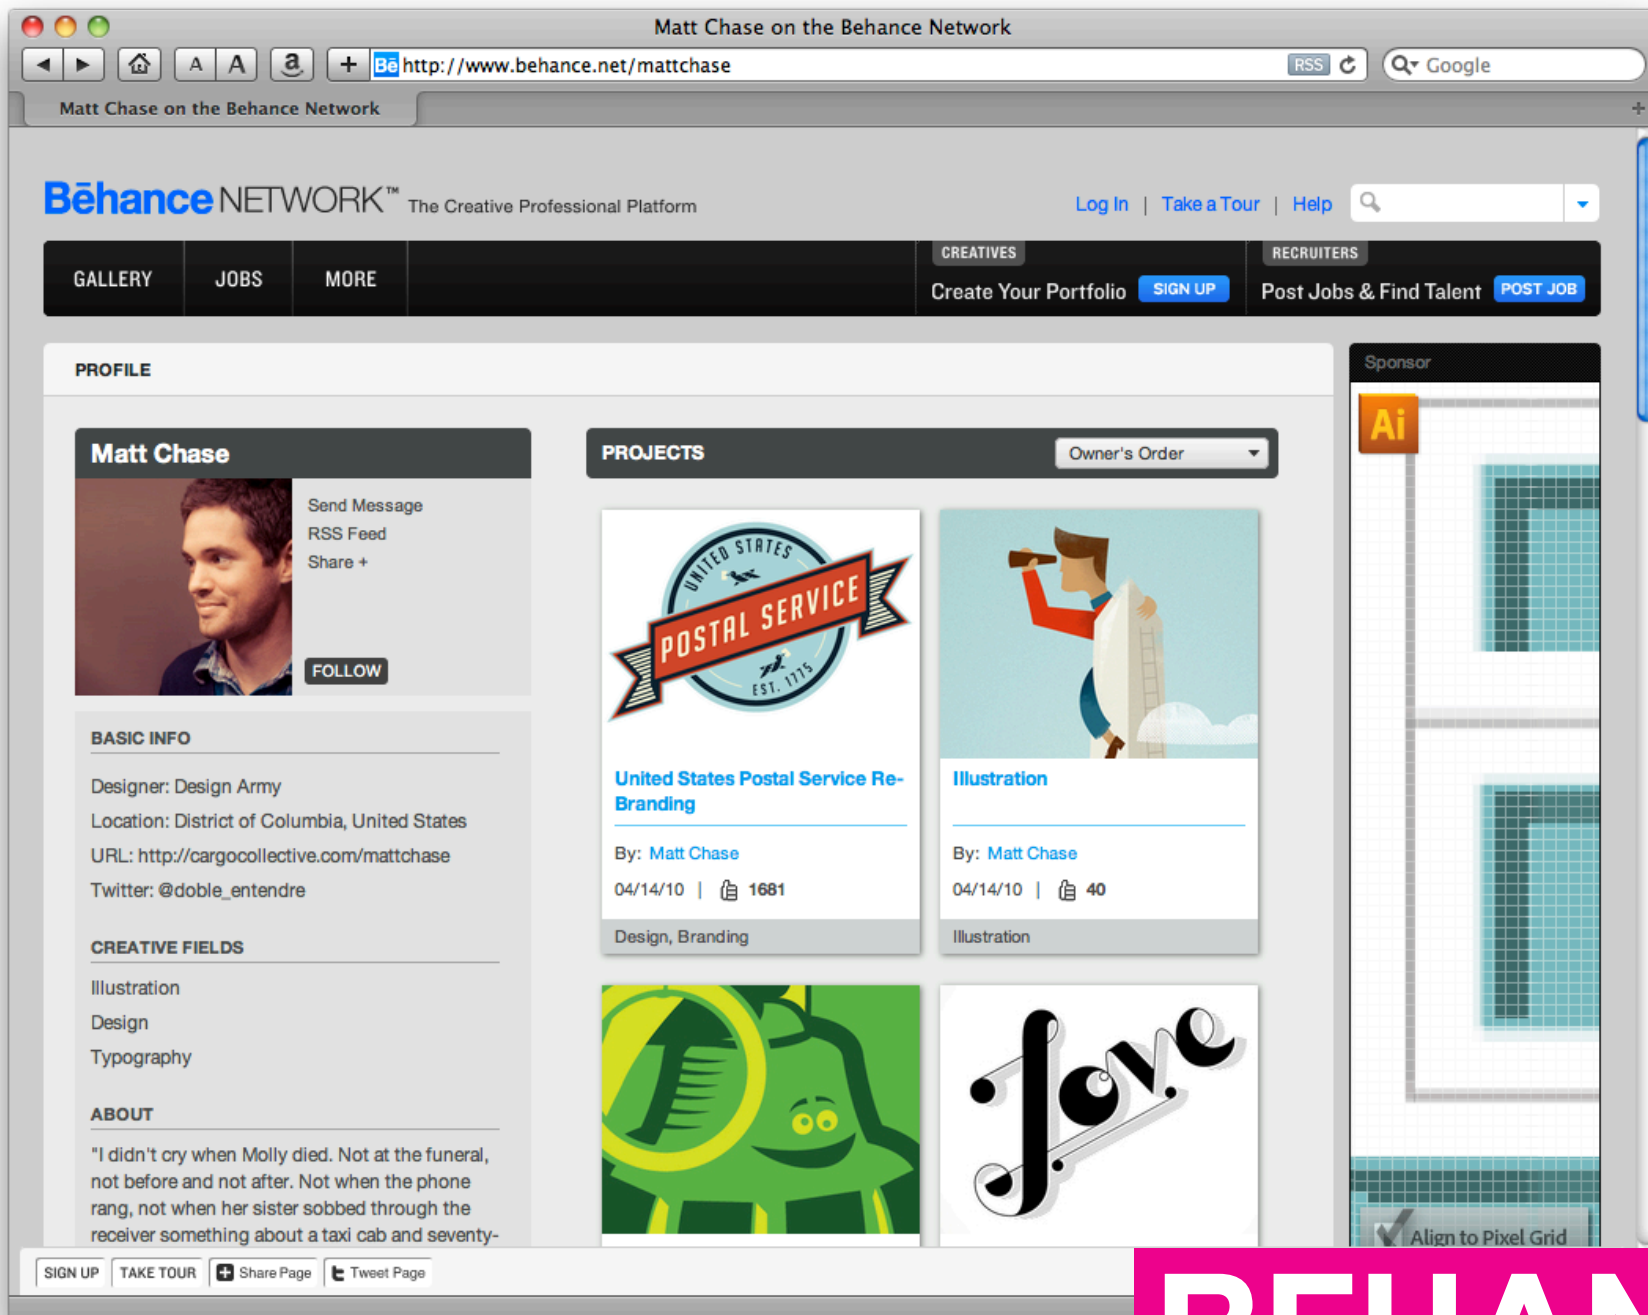 Matt Chase on the Behance Network
A A a + Bē http://www.behance.net/mattchase RSS Google
Matt Chase on the Behance Network
Bēhance NETWORK™ The Creative Professional Platform
Log In | Take a Tour | Help
GALLERY JOBS MORE
CREATIVES
Create Your Portfolio SIGN UP
RECRUITERS
Post Jobs & Find Talent POST JOB
PROFILE
Matt Chase
Send Message
RSS Feed
Share +
FOLLOW
BASIC INFO
Designer: Design Army
Location: District of Columbia, United States
URL: http://cargocollective.com/mattchase
Twitter: @doble_entendre
CREATIVE FIELDS
Illustration
Design
Typography
ABOUT
"I didn't cry when Molly died. Not at the funeral,
not before and not after. Not when the phone
rang, not when her sister sobbed through the
receiver something about a taxi cab and seventy-
PROJECTS Owner's Order
UNITED STATES
POSTAL SERVICE
EST. 1775
United States Postal Service Re-
Branding
By: Matt Chase
04/14/10 | 1681
Design, Branding
Illustration
By: Matt Chase
04/14/10 | 40
Illustration
Love
Sponsor
Ai
Align to Pixel Grid
SIGN UP TAKE TOUR Share Page Tweet Page
BEHAN